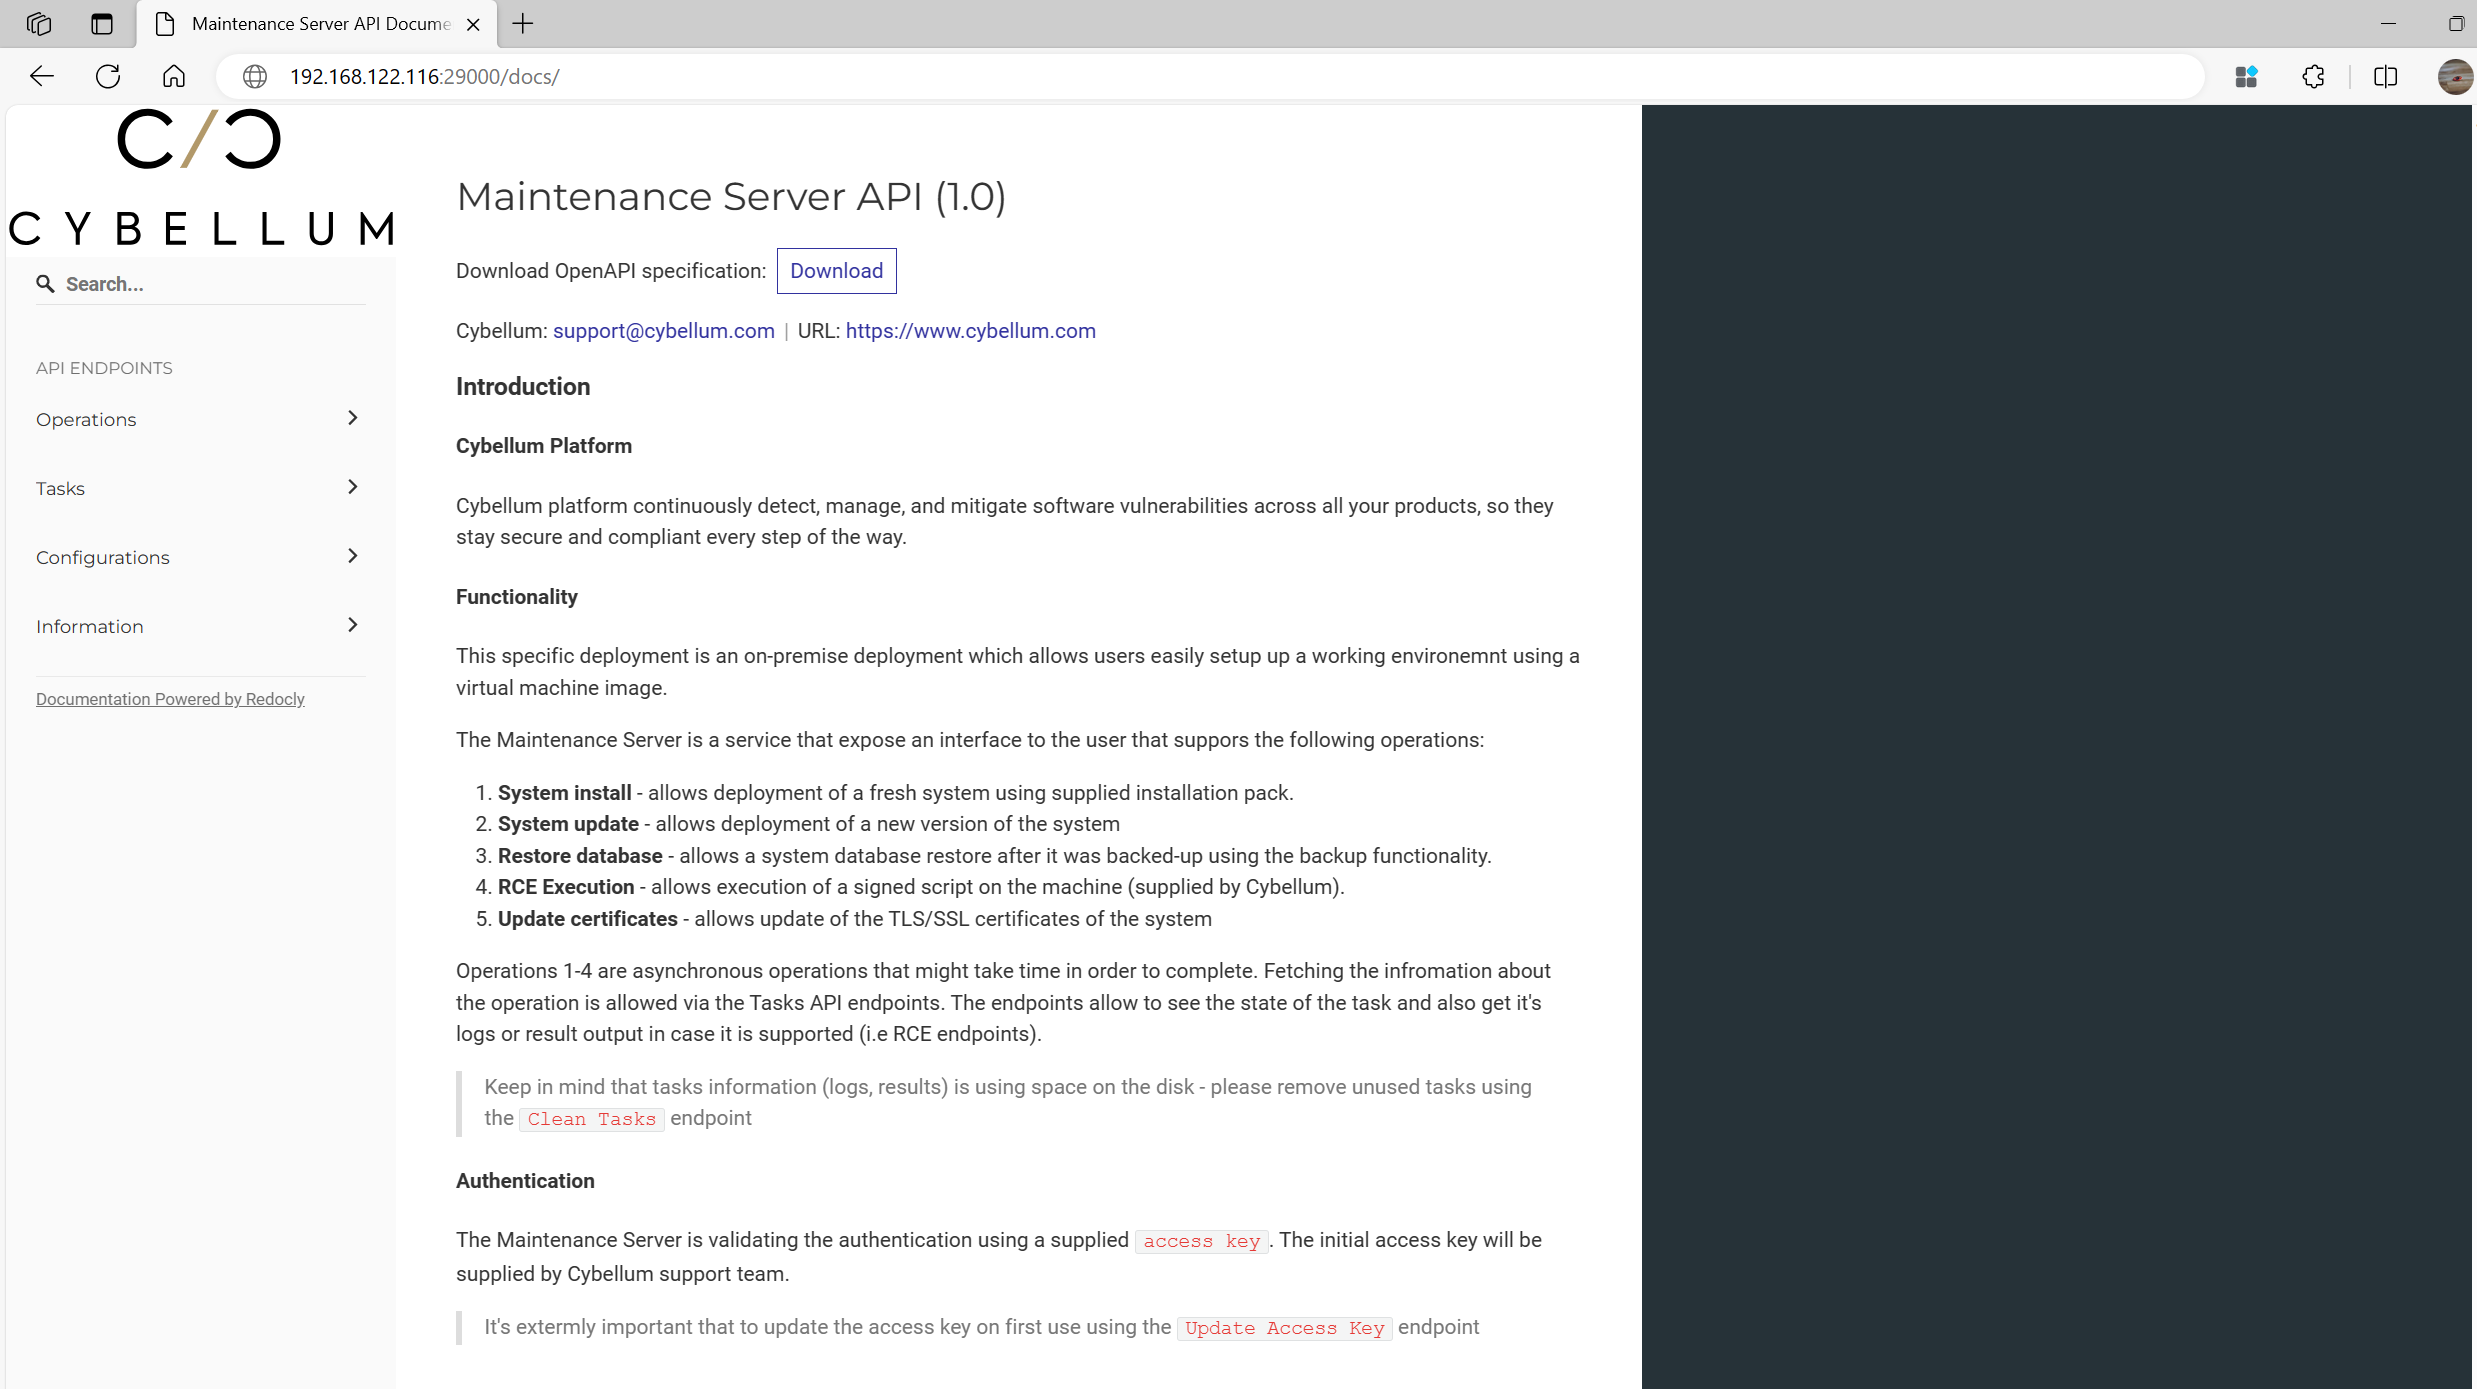 Maintenance Server API Docume
192.168.122.116:29000/docs/
CYBELLUM
Search...
API ENDPOINTS
Operations
Tasks
Configurations
Information
Documentation Powered by Redocly
Maintenance Server API (1.0)
Download OpenAPI specification: Download
Cybellum: support@cybellum.com | URL: https://www.cybellum.com
Introduction
Cybellum Platform
Cybellum platform continuously detect, manage, and mitigate software vulnerabilities across all your products, so they
stay secure and compliant every step of the way.
Functionality
This specific deployment is an on-premise deployment which allows users easily setup up a working environemnt using a
virtual machine image.
The Maintenance Server is a service that expose an interface to the user that suppors the following operations:
1. System install - allows deployment of a fresh system using supplied installation pack.
2. System update - allows deployment of a new version of the system
3. Restore database - allows a system database restore after it was backed-up using the backup functionality.
4. RCE Execution - allows execution of a signed script on the machine (supplied by Cybellum).
5. Update certificates - allows update of the TLS/SSL certificates of the system
Operations 1-4 are asynchronous operations that might take time in order to complete. Fetching the infromation about
the operation is allowed via the Tasks API endpoints. The endpoints allow to see the state of the task and also get it's
logs or result output in case it is supported (i.e RCE endpoints).
Keep in mind that tasks information (logs, results) is using space on the disk - please remove unused tasks using
the Clean Tasks endpoint
Authentication
The Maintenance Server is validating the authentication using a supplied access key. The initial access key will be
supplied by Cybellum support team.
It's extermly important that to update the access key on first use using the Update Access Key endpoint